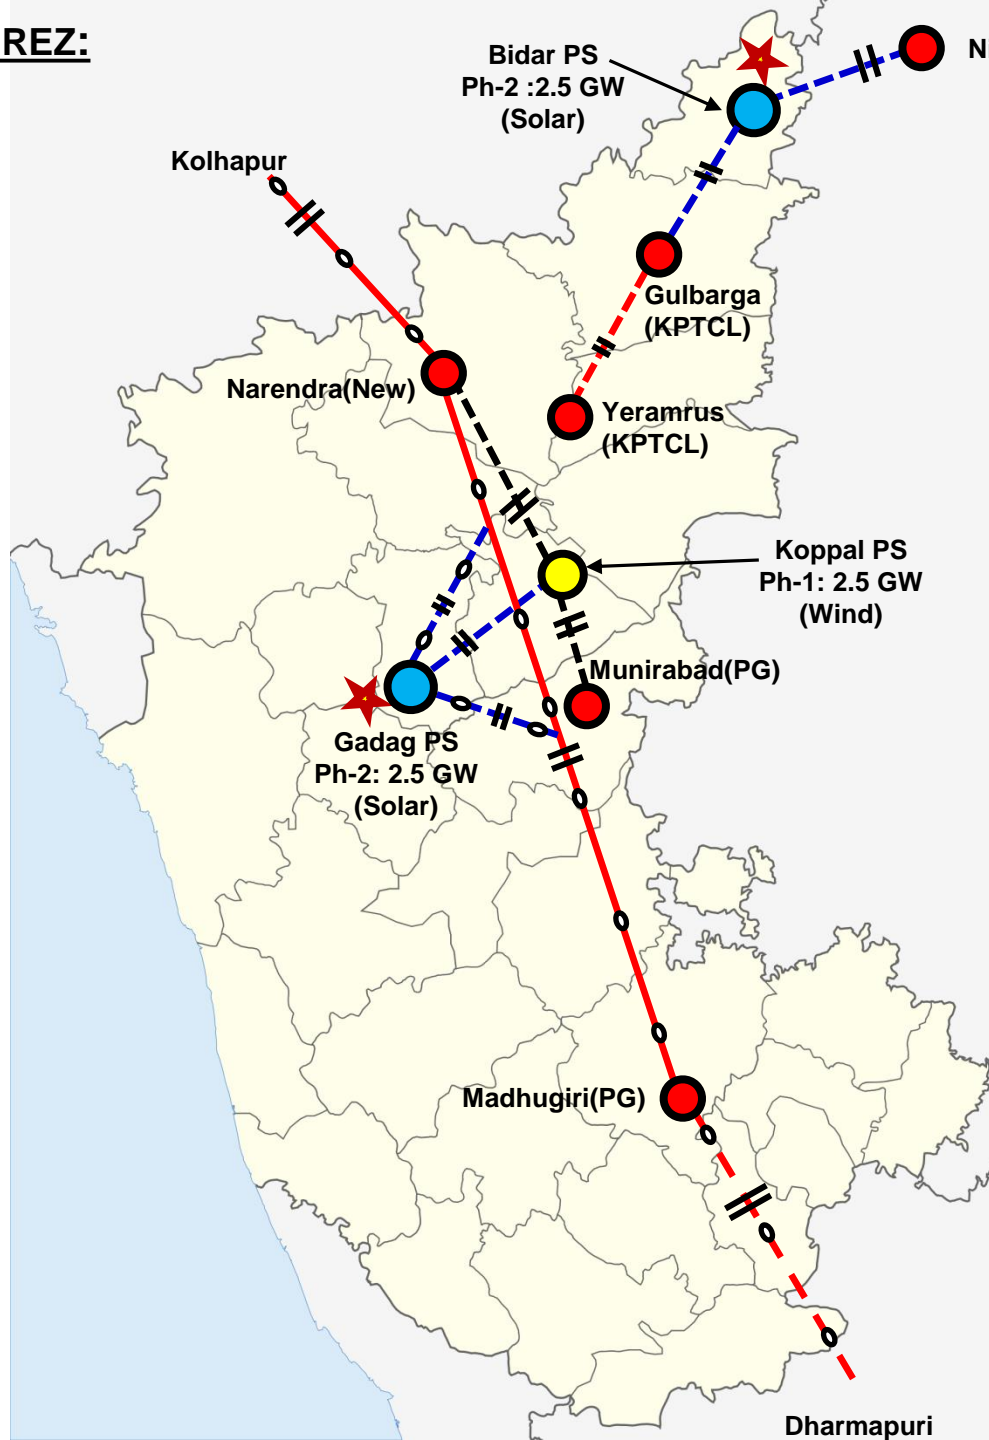 REZ:
Bidar PS
Ph-2 :2.5 GW
(Solar)
Kolhapur
Gulbarga
(KPTCL)
Narendra(New)
Yeramrus
(KPTCL)
Koppal PS
Ph-1: 2.5 GW
(Wind)
Munirabad(PG)
Gadag PS
Ph-2: 2.5 GW
(Solar)
Madhugiri(PG)
Dharmapuri